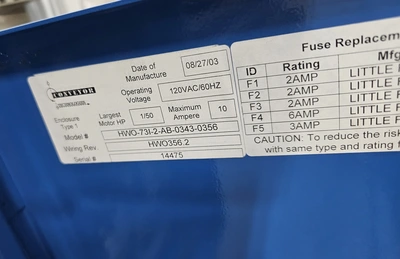 CONVEYOR
Date of Manufacture 08/27/03
Operating Voltage 120VAC/60HZ
Enclosure Type 1
Largest Motor HP 1/50
Maximum Ampere 10
Model # HWO-73I-2-AB-0343-0356
Wiring Rev. HWO356.2
Serial # 14475
Fuse Replacem
ID Rating Mfg
F1 2AMP LITTLE
F2 2AMP LITTLE F
F3 2AMP LITTLE F
F4 6AMP LITTLE F
F5 3AMP LITTLE F
CAUTION: To reduce the risk
with same type and rating f